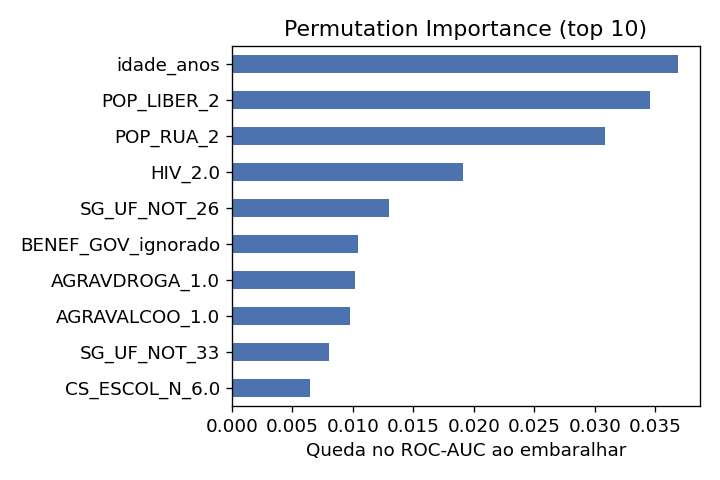 Permutation Importance (top 10)
idade_anos
POP_LIBER_2
POP_RUA_2
HIV_2.0
SG_UF_NOT_26
BENEF_GOV_ignorado
AGRAVDROGA_1.0
AGRAVALCOO_1.0
SG_UF_NOT_33
CS_ESCOL_N_6.0
0.000 0.005 0.010 0.015 0.020 0.025 0.030 0.035
Queda no ROC-AUC ao embaralhar